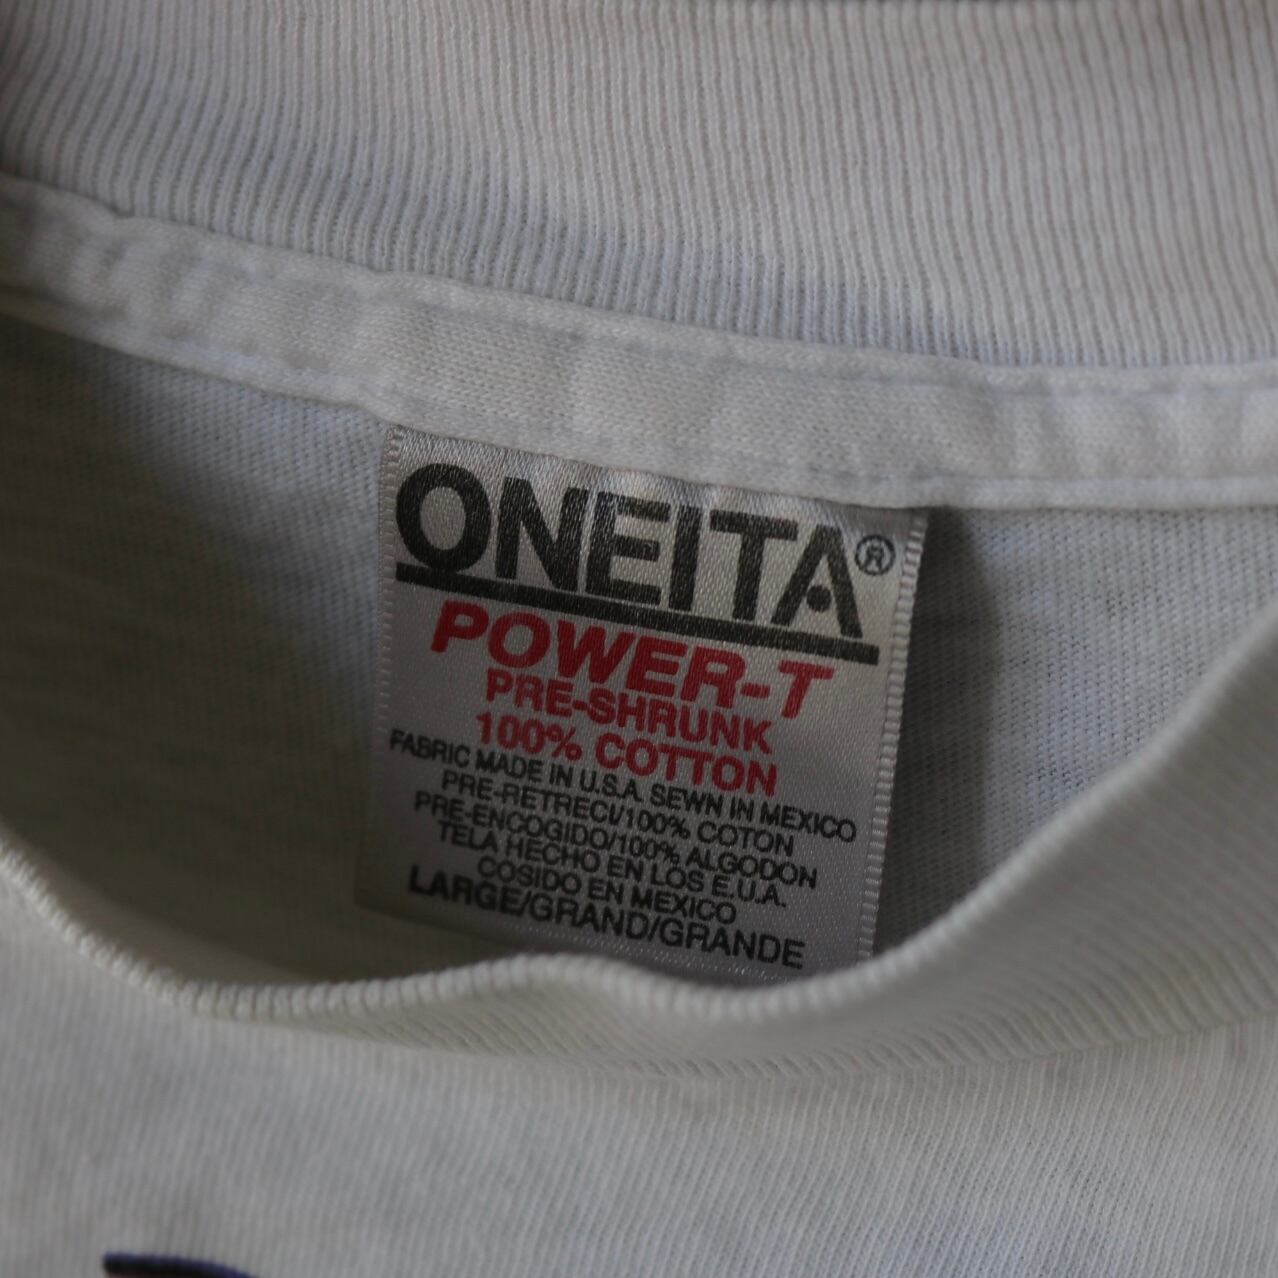 ONEITA®
POWER-T
PRE-SHRUNK
100% COTTON
FABRIC MADE IN U.S.A. SEWN IN MEXICO
PRE-RETRECI/100% COTON
PRE-ENCOGIDO/100% ALGODON
TELA HECHO EN LOS E.U.A.
COSIDO EN MEXICO
LARGE/GRAND/GRANDE